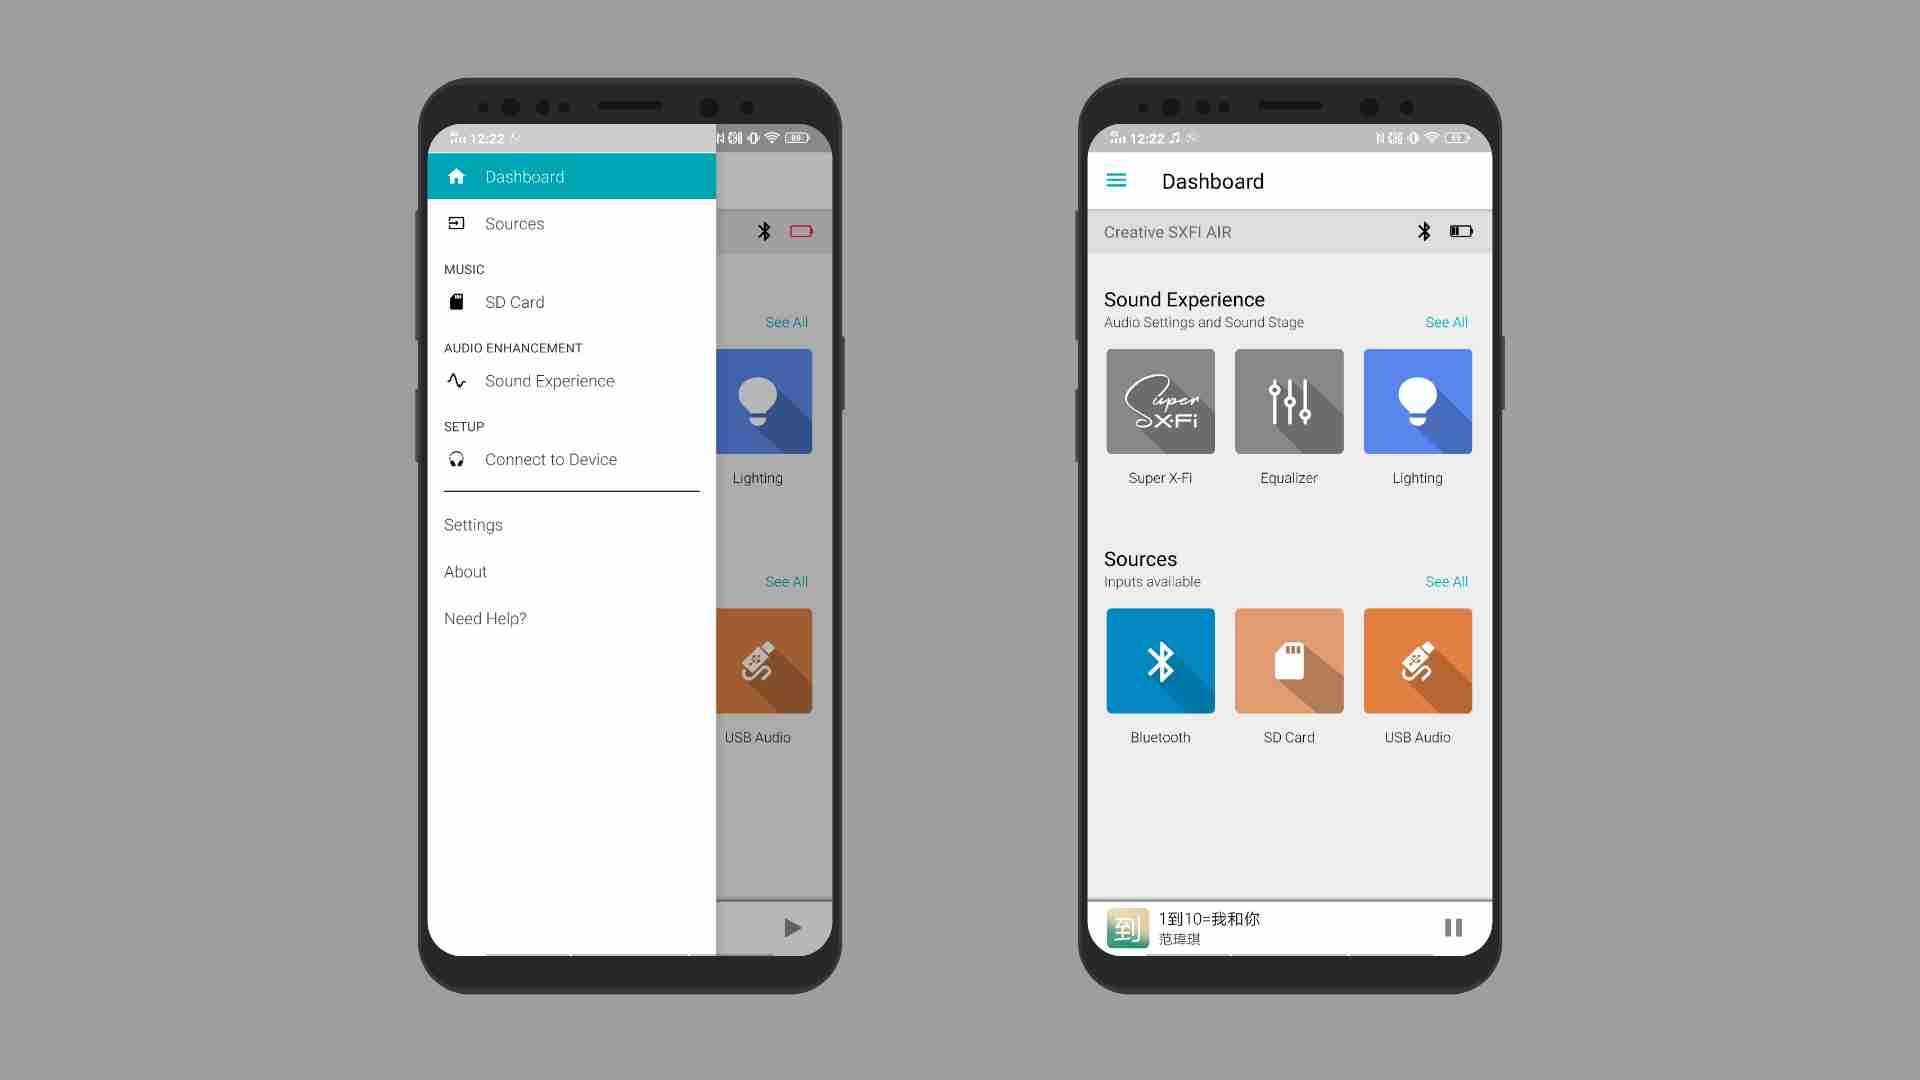 12:22
Dashboard
Sources
MUSIC
SD Card
AUDIO ENHANCEMENT
Sound Experience
SETUP
Connect to Device
Settings
About
Need Help?
See All
Lighting
See All
USB Audio
12:22
Dashboard
Creative SXFI AIR
Sound Experience
Audio Settings and Sound Stage
See All
Super X-Fi
Super X-Fi
Equalizer
Lighting
Sources
Inputs available
See All
Bluetooth
SD Card
USB Audio
到
1到10=我和你
范瑋琪